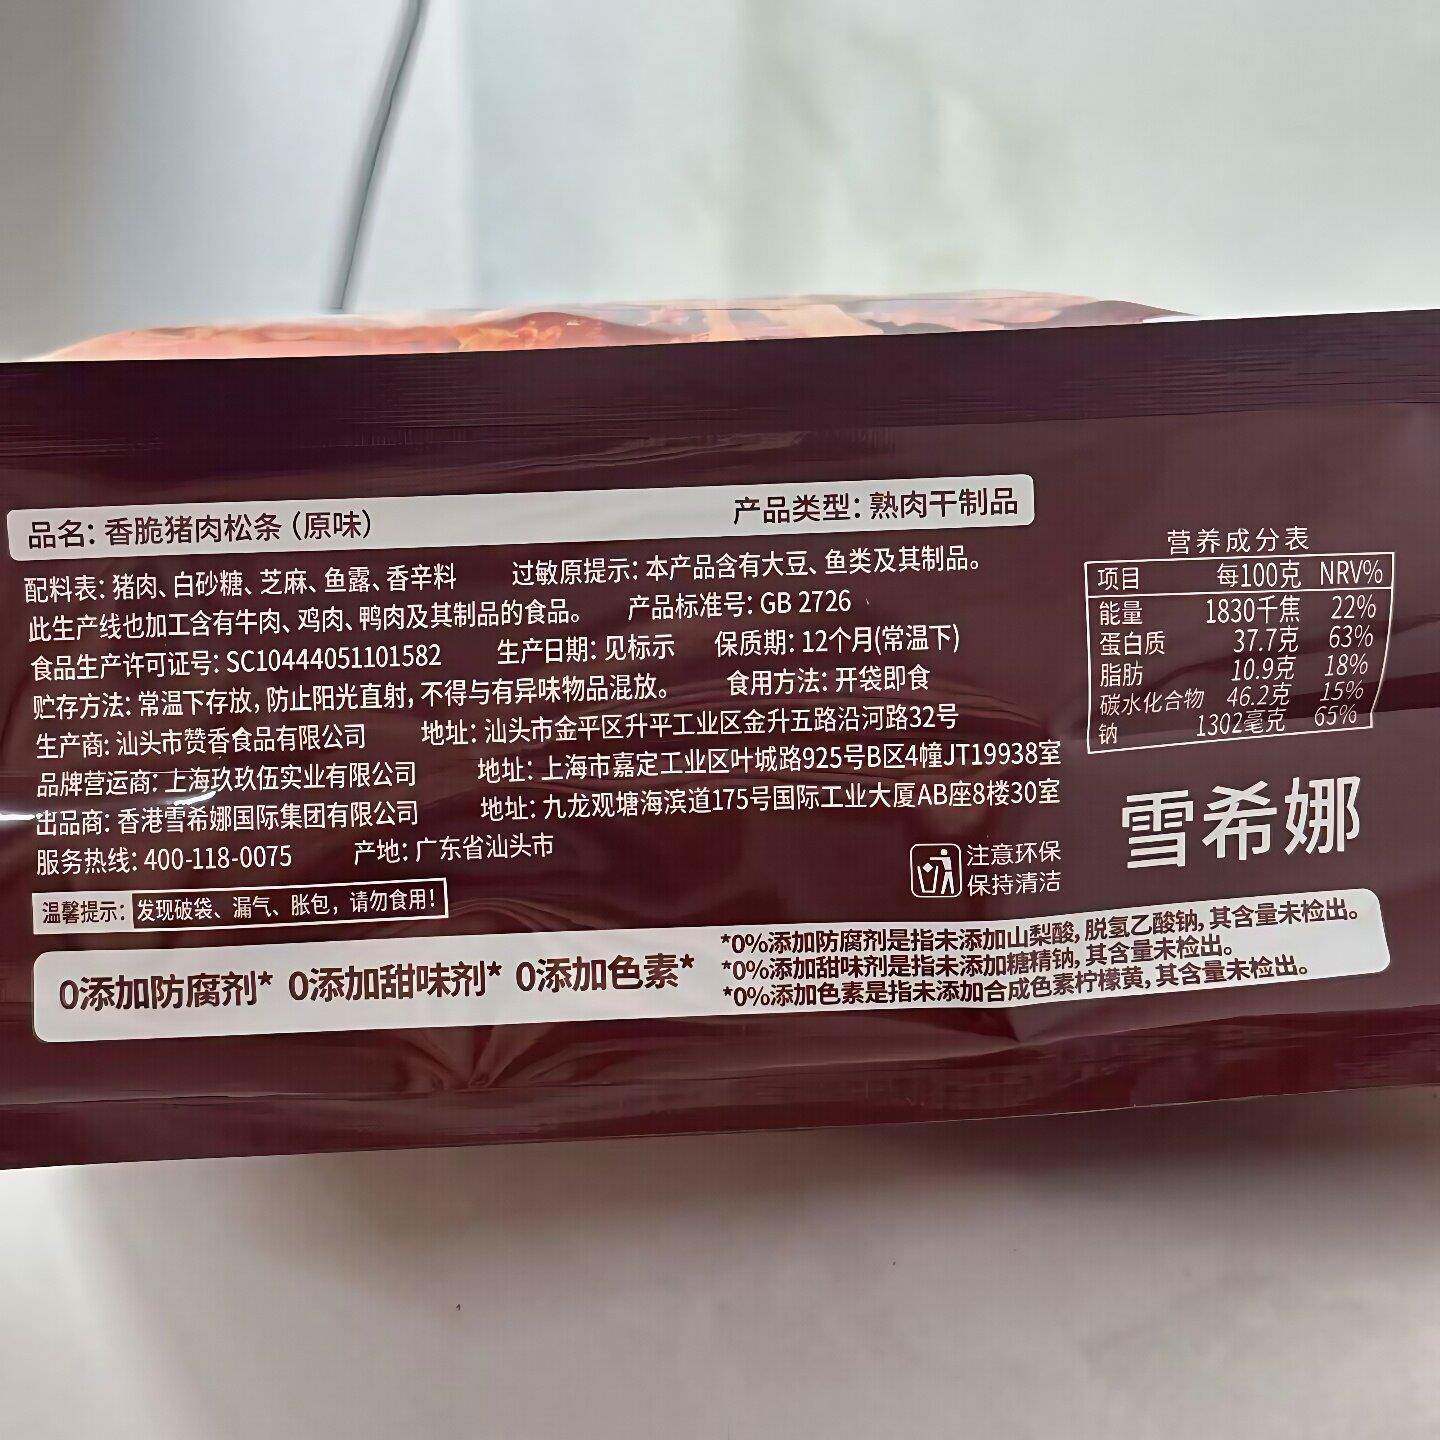 品名：香脆猪肉松条（原味） 产品类型：熟肉干制品
配料表：猪肉、白砂糖、芝麻、鱼露、香辛料 过敏原提示：本产品含有大豆、鱼类及其制品。
此生产线也加工含有牛肉、鸡肉、鸭肉及其制品的食品。 产品标准号：GB 2726
食品生产许可证号：SC10444051101582 生产日期：见标示 保质期：12个月(常温下)
贮存方法：常温下存放，防止阳光直射，不得与有异味物品混放。 食用方法：开袋即食
生产商：汕头市赞香食品有限公司 地址：汕头市金平区升平工业区金升五路沿河路32号
品牌营运商：上海玖玖伍实业有限公司 地址：上海市嘉定工业区叶城路925号B区4幢JT19938室
出品商：香港雪希娜国际集团有限公司 地址：九龙观塘海滨道175号国际工业大厦AB座8楼30室
服务热线：400-118-0075 产地：广东省汕头市
注意环保
保持清洁
温馨提示：发现破袋、漏气、胀包，请勿食用！
营养成分表
项目 每100克 NRV%
能量 1830千焦 22%
蛋白质 37.7克 63%
脂肪 10.9克 18%
碳水化合物 46.2克 15%
钠 1302毫克 65%
雪希娜
0添加防腐剂* 0添加甜味剂* 0添加色素*
*0%添加防腐剂是指未添加山梨酸，脱氢乙酸钠，其含量未检出。
*0%添加甜味剂是指未添加糖精钠，其含量未检出。
*0%添加色素是指未添加合成色素柠檬黄，其含量未检出。